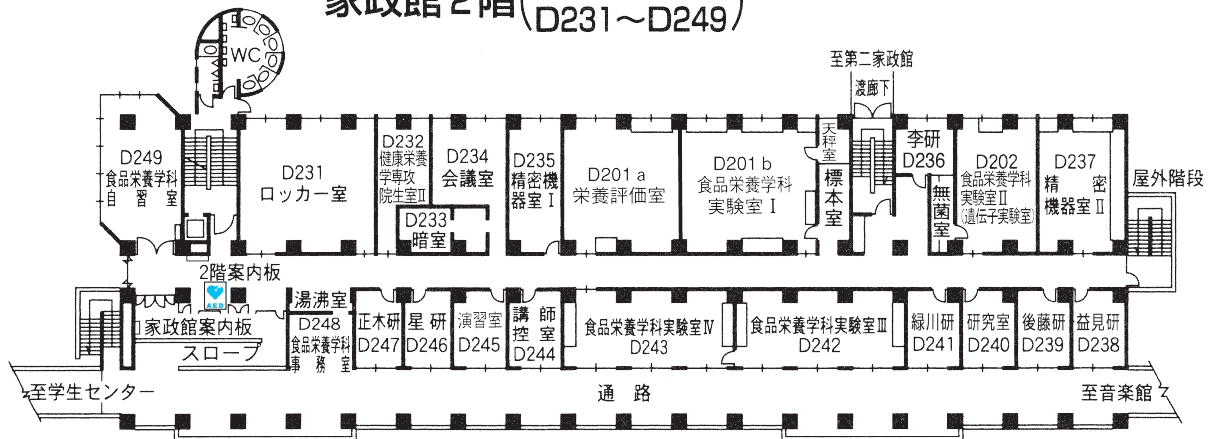 家政館2階(D231～D249)
WC
至第二家政館
渡廊下
D249
食品栄養学科
自習室
D231
ロッカー室
D232
健康栄養
学専攻
院生室II
D233
暗室
D234
会議室
D235
精密機
器室 I
D201a
栄養評価室
D201b
食品栄養学科
実験室 I
天秤室
標本室
李研
D236
無菌室
D202
食品栄養学科
実験室II
(遺伝子実験室)
D237
精密
機器室 II
屋外階段
2階案内板
AED
家政館案内板
スロープ
湯沸室
D248
食品栄養学科
事務室
正木研
D247
星研
D246
演習室
D245
講師
控室
D244
食品栄養学科実験室IV
D243
食品栄養学科実験室III
D242
緑川研
D241
研究室
D240
後藤研
D239
益見研
D238
至学生センター
通路
至音楽館